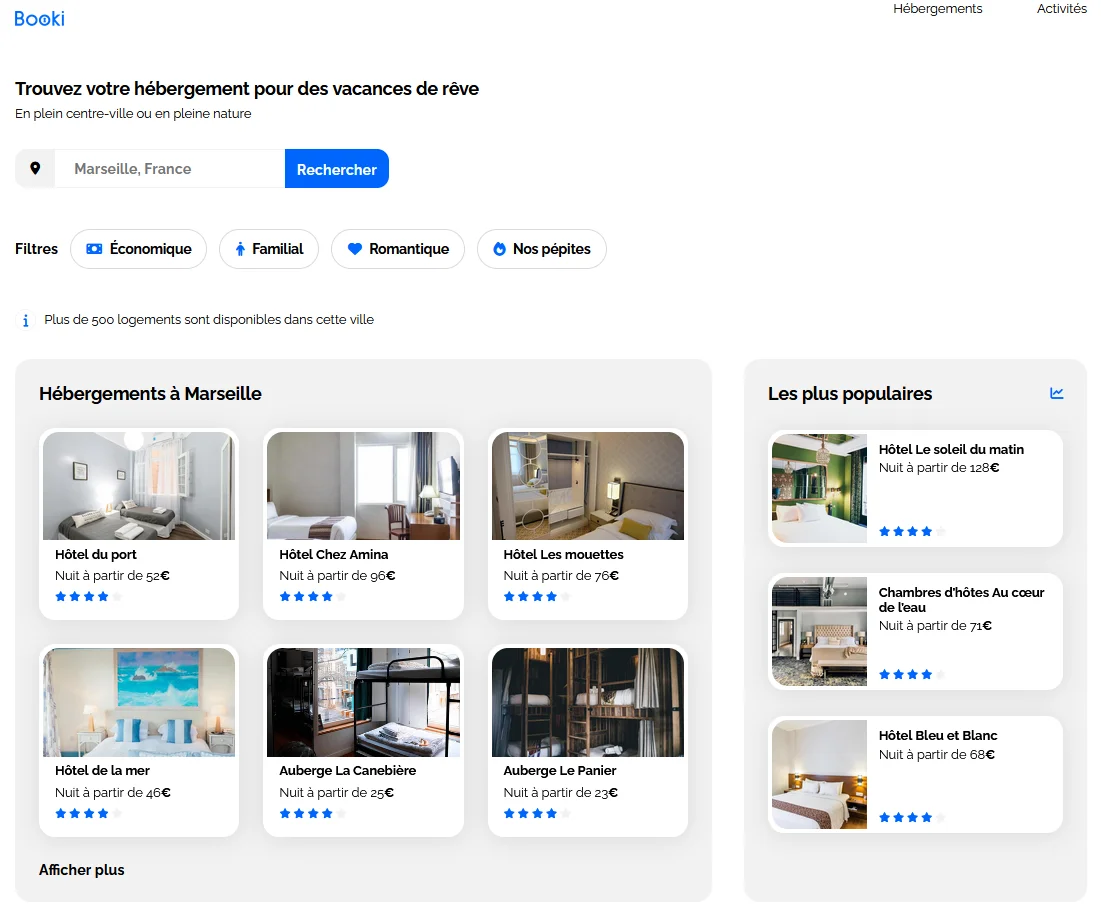 Booki
Hébergements
Activités
Trouvez votre hébergement pour des vacances de rêve
En plein centre-ville ou en pleine nature
Marseille, France
Rechercher
Filtres
Économique
Familial
Romantique
Nos pépites
Plus de 500 logements sont disponibles dans cette ville
Hébergements à Marseille
Hôtel du port
Nuit à partir de 52€
Hôtel Chez Amina
Nuit à partir de 96€
Hôtel Les mouettes
Nuit à partir de 76€
Hôtel de la mer
Nuit à partir de 46€
Auberge La Canebière
Nuit à partir de 25€
Auberge Le Panier
Nuit à partir de 23€
Afficher plus
Les plus populaires
Hôtel Le soleil du matin
Nuit à partir de 128€
Chambres d'hôtes Au cœur
de l'eau
Nuit à partir de 71€
Hôtel Bleu et Blanc
Nuit à partir de 68€